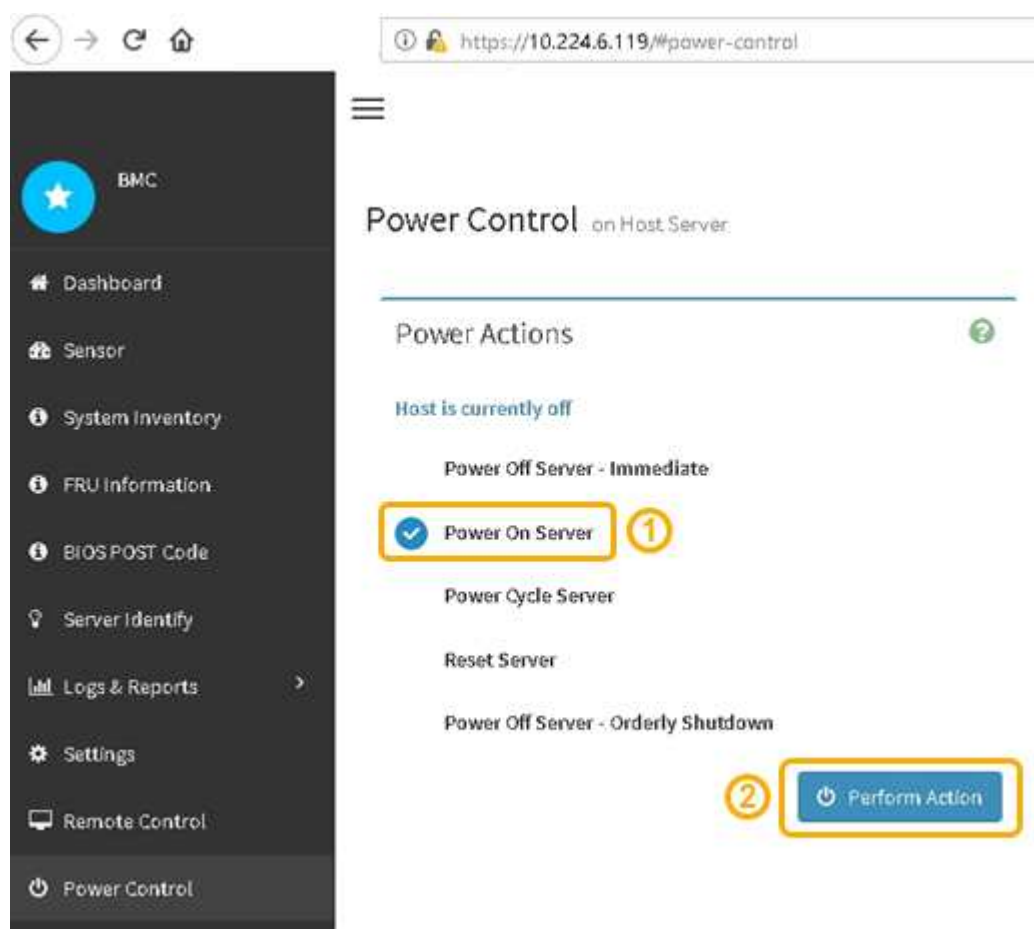 https://10.224.6.119/#power-control
BMC
Power Control on Host Server
Dashboard
Power Actions
Sensor
Host is currently off
System Inventory
Power Off Server - Immediate
FRU Information
Power On Server 1
BIOS POST Code
Power Cycle Server
Server Identify
Reset Server
Logs & Reports
Power Off Server - Orderly Shutdown
Settings
2 Perform Action
Remote Control
Power Control